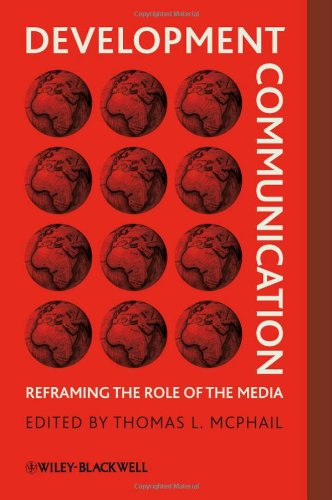 DEVELOPMENT
COMMUNICATION
REFRAMING THE ROLE OF THE MEDIA
EDITED BY THOMAS L. MCPHAIL
WILEY-BLACKWELL